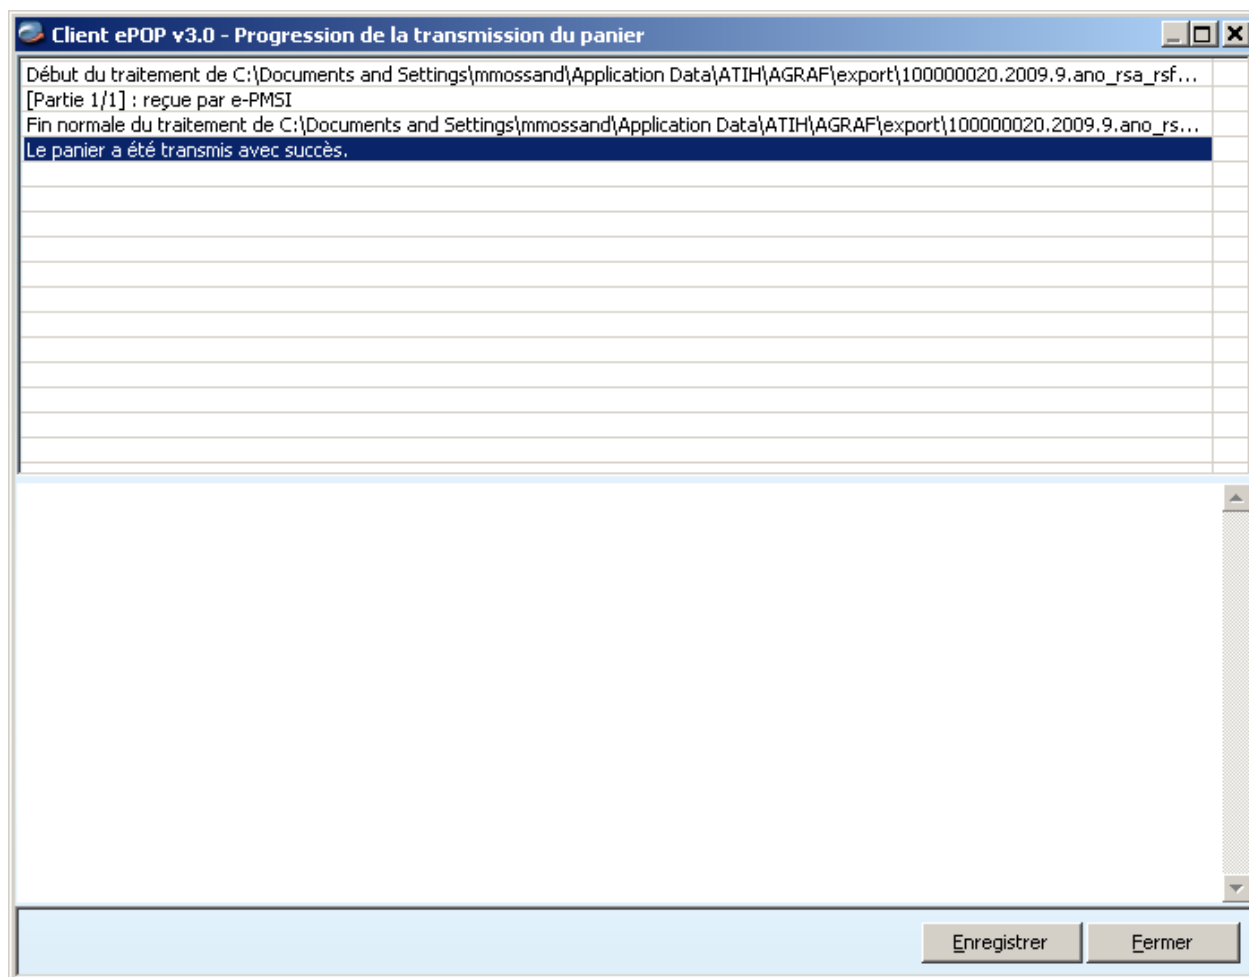 Client ePOP v3.0 - Progression de la transmission du panier
Début du traitement de C:\Documents and Settings\mmossand\Application Data\ATIH\AGRAF\export\100000020.2009.9.ano_rsa_rsf...
[Partie 1/1] : reçue par e-PMSI
Fin normale du traitement de C:\Documents and Settings\mmossand\Application Data\ATIH\AGRAF\export\100000020.2009.9.ano_rs...
Le panier a été transmis avec succès.
Enregistrer
Fermer